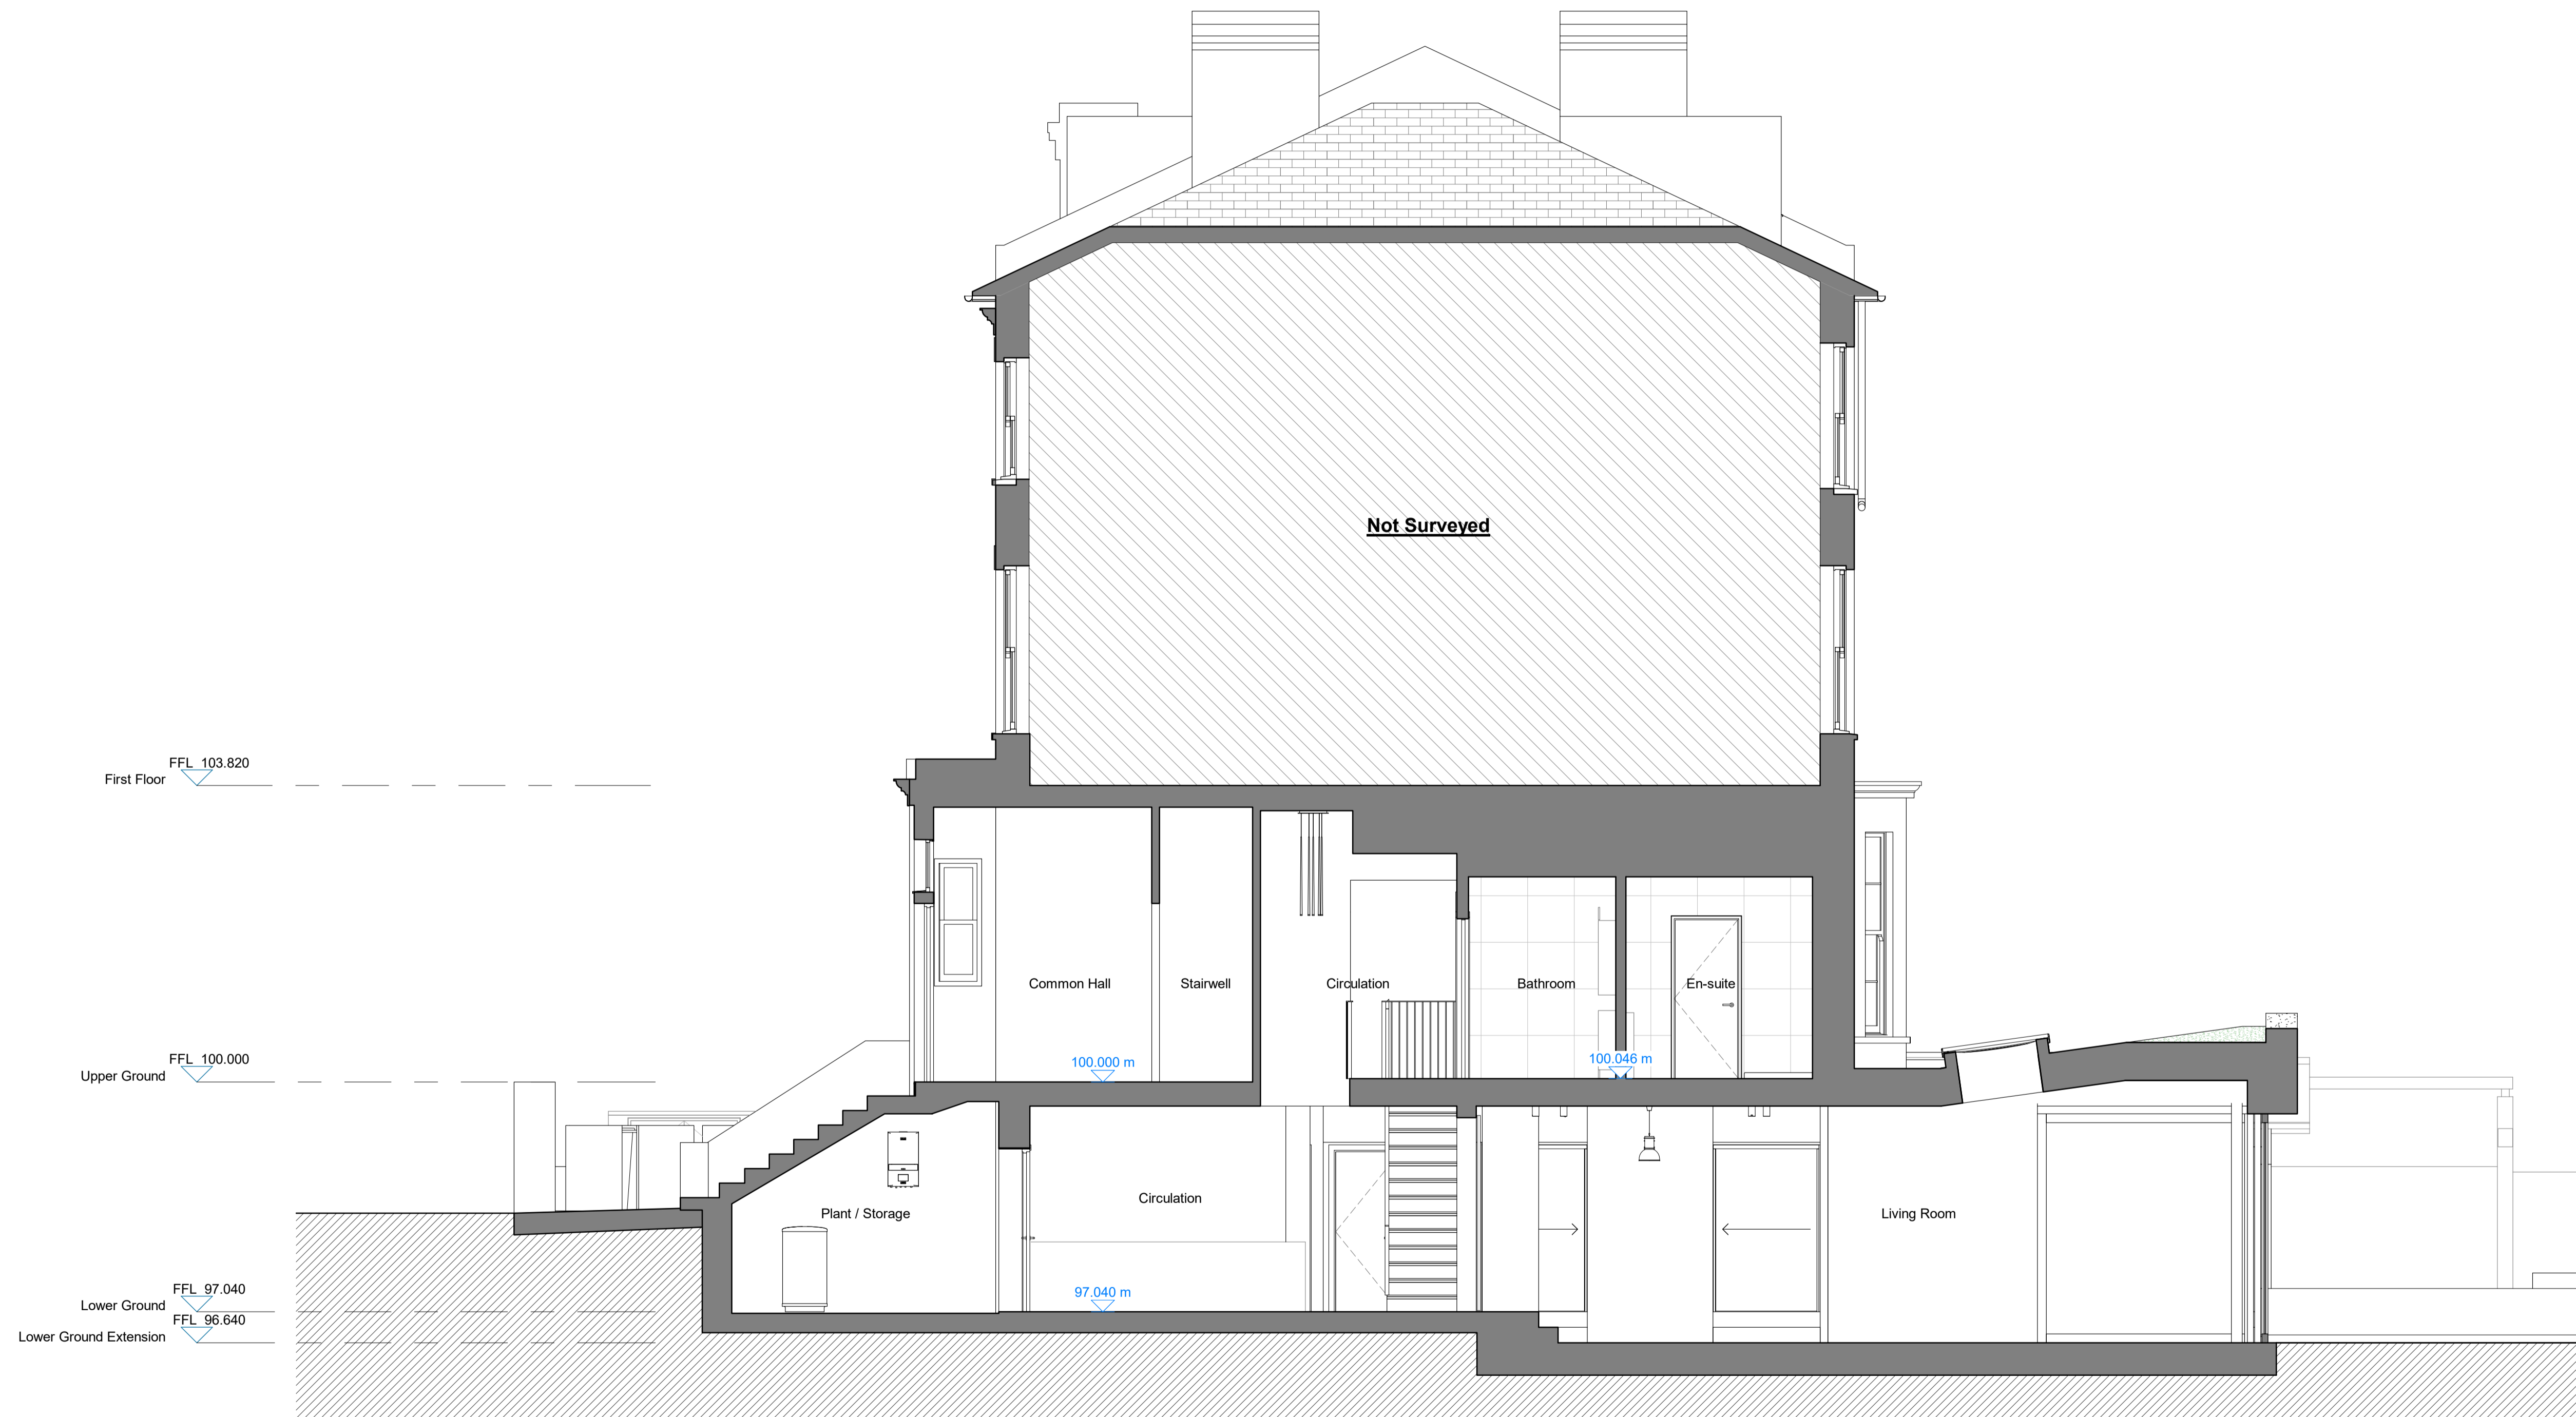 Not Surveyed
FFL 103.820
First Floor
Common Hall
Stairwell
Circulation
Bathroom
En-suite
FFL 100.000
Upper Ground
100.000 m
100.046 m
Plant / Storage
Circulation
Living Room
FFL 97.040
Lower Ground
97.040 m
FFL 96.640
Lower Ground Extension